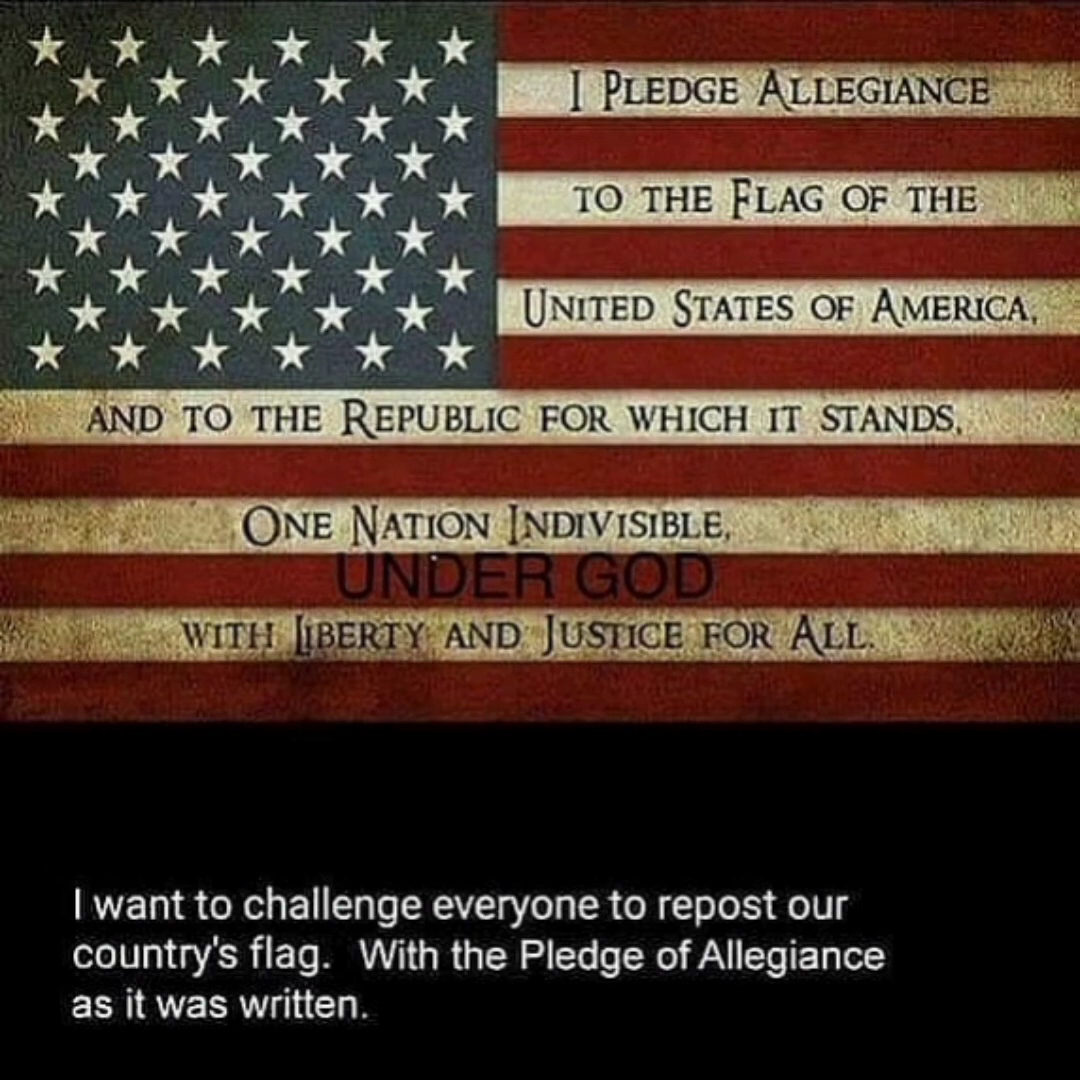 I PLEDGE ALLEGIANCE
TO THE FLAG OF THE
UNITED STATES OF AMERICA,
AND TO THE REPUBLIC FOR WHICH IT STANDS,
ONE NATION INDIVISIBLE,
UNDER GOD
WITH LIBERTY AND JUSTICE FOR ALL.
I want to challenge everyone to repost our
country's flag. With the Pledge of Allegiance
as it was written.